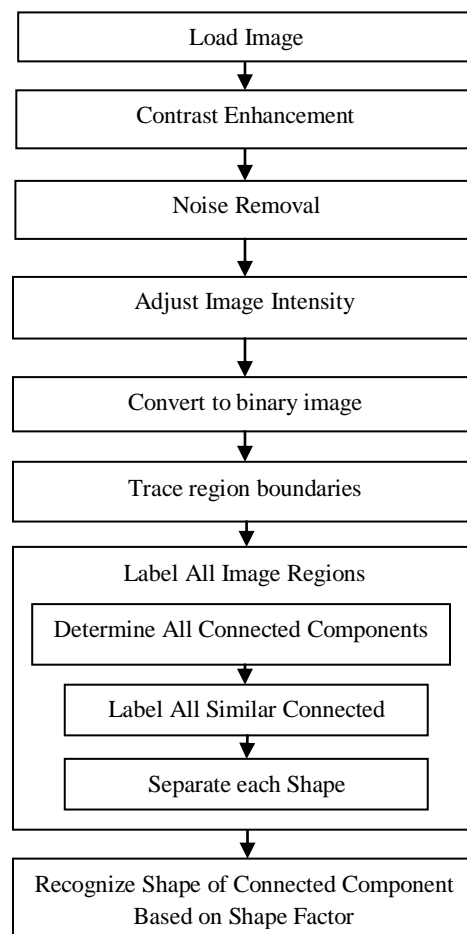 Load Image
Contrast Enhancement
Noise Removal
Adjust Image Intensity
Convert to binary image
Trace region boundaries
Label All Image Regions
Determine All Connected Components
Label All Similar Connected
Separate each Shape
Recognize Shape of Connected Component
Based on Shape Factor